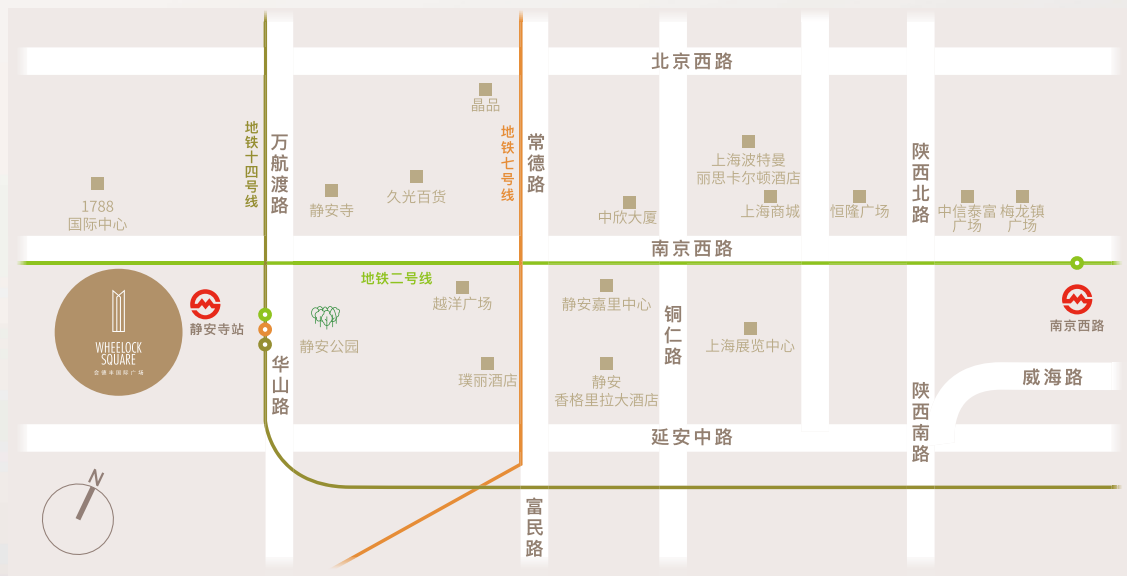 北京西路
晶品
地铁十四号线
万航渡路
地铁七号线
常德路
上海波特曼
丽思卡尔顿酒店
陕西北路
1788
国际中心
静安寺
久光百货
中欣大厦
上海商城
恒隆广场
中信泰富
广场
梅龙镇
广场
南京西路
地铁二号线
越洋广场
静安嘉里中心
铜仁路
静安寺站
静安公园
上海展览中心
南京西路
WHEELOCK
SQUARE
会德丰国际广场
华山路
璞丽酒店
静安
香格里拉大酒店
威海路
陕西南路
延安中路
N
富民路